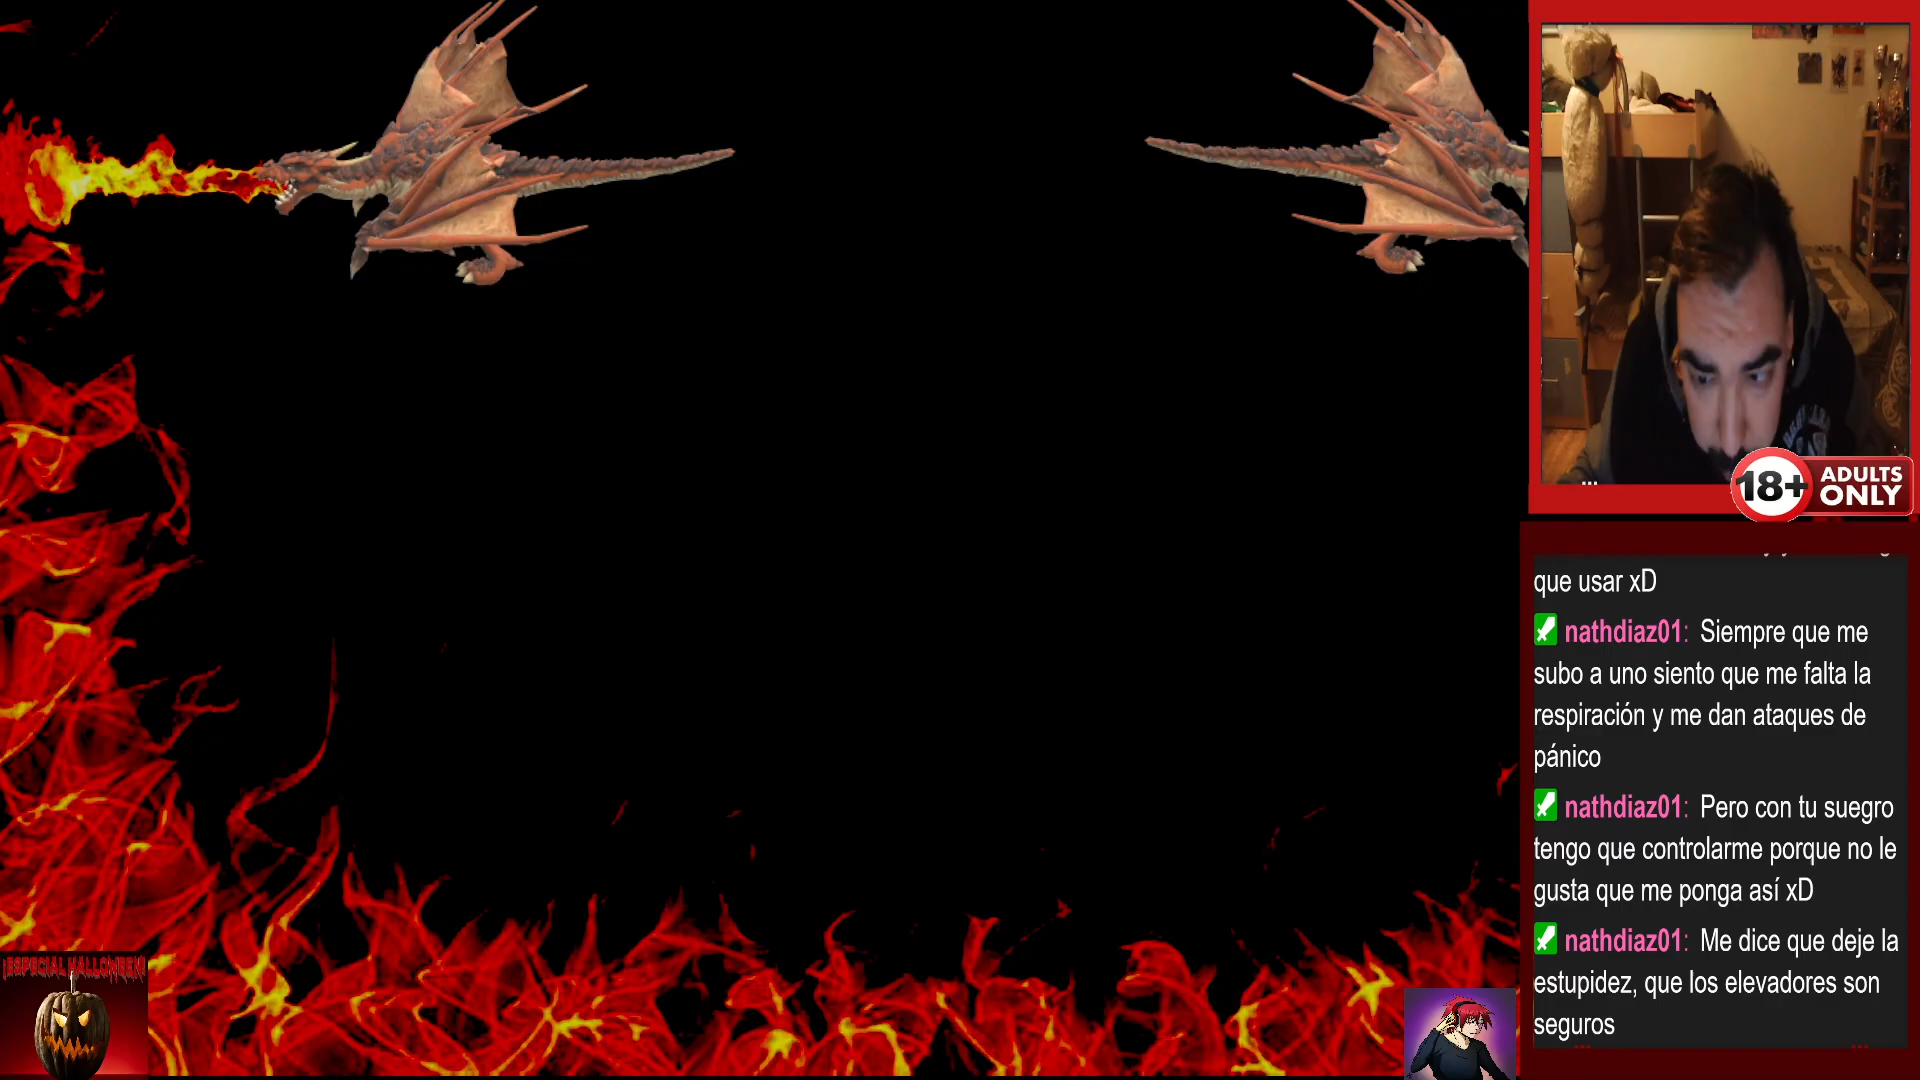 18+
ADULTS
ONLY
que usar xD
nathdiaz01: Siempre que me
subo a uno siento que me falta la
respiración y me dan ataques de
pánico
nathdiaz01: Pero con tu suegro
tengo que controlarme porque no le
gusta que me ponga así xD
nathdiaz01: Me dice que deje la
estupidez, que los elevadores son
seguros
¡ESPECIAL HALLOWEEN!